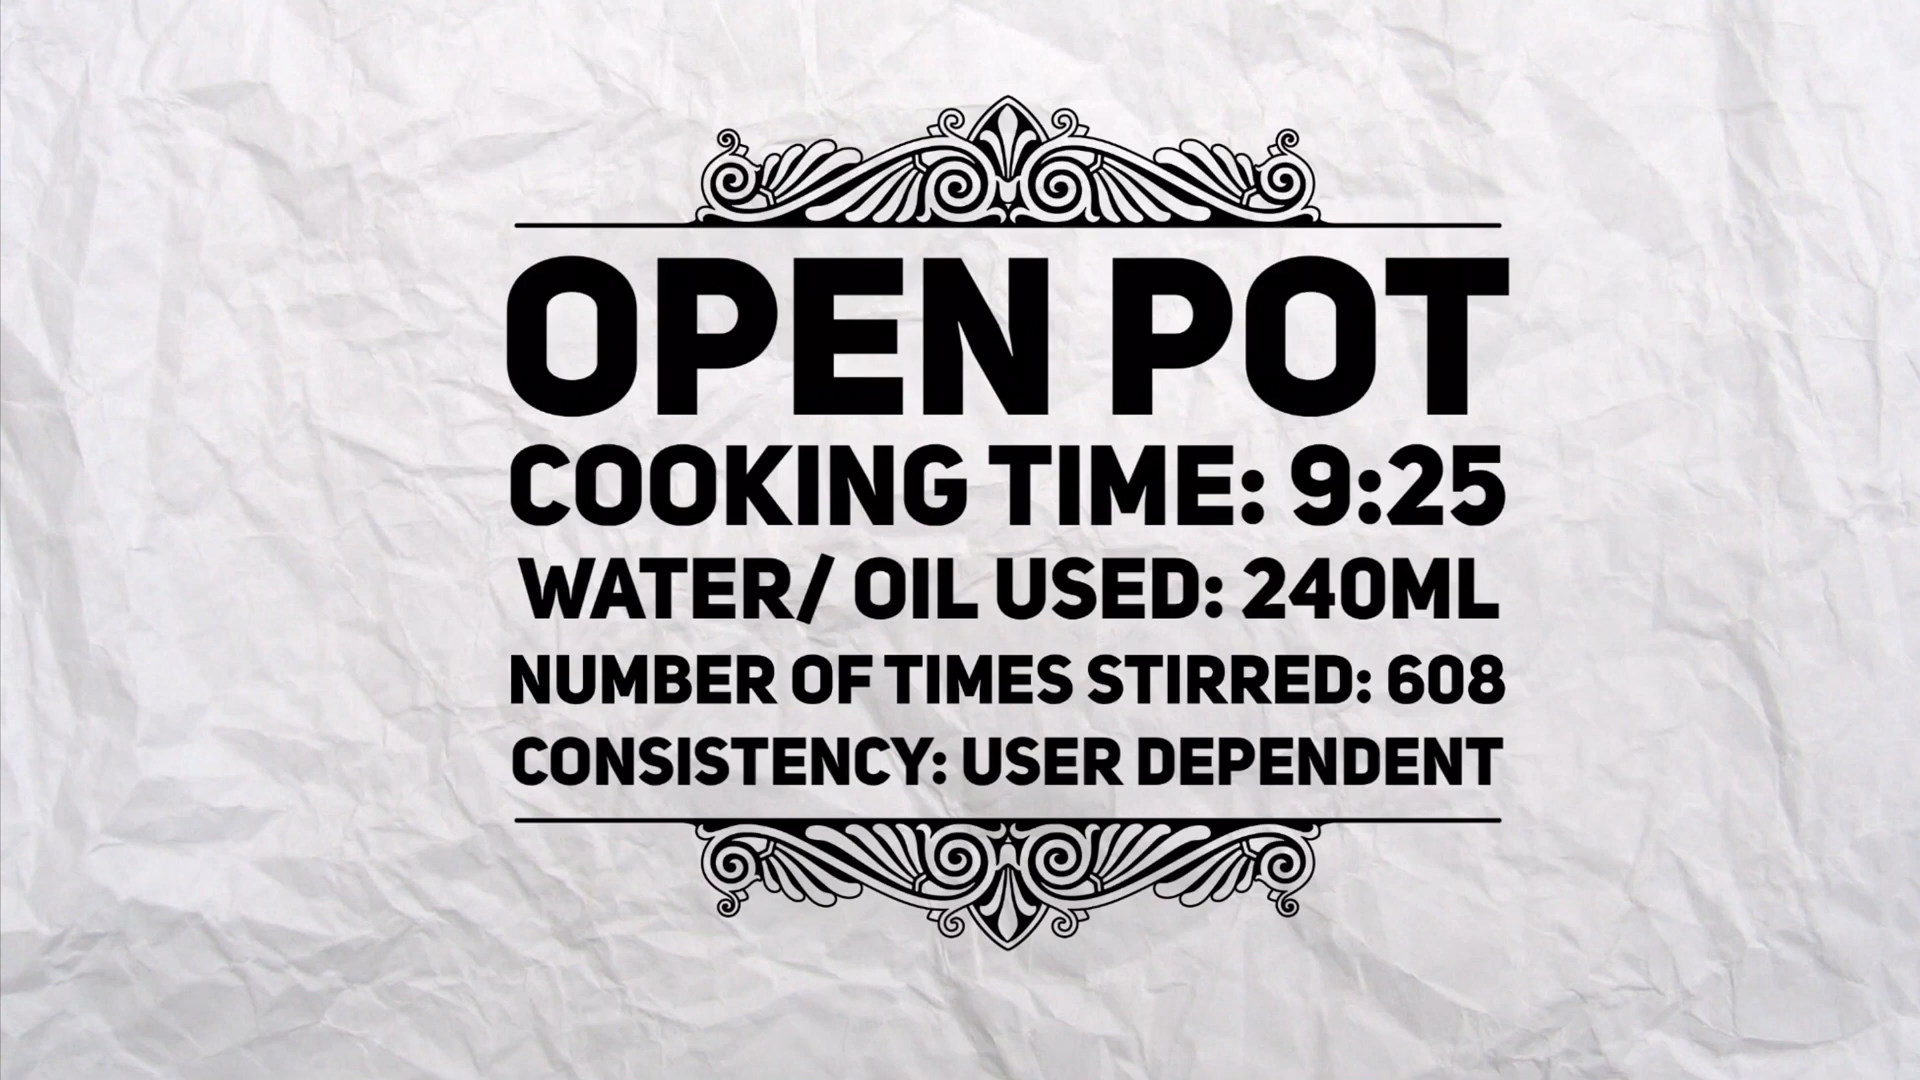 OPEN POT
COOKING TIME: 9:25
WATER/ OIL USED: 240ML
NUMBER OF TIMES STIRRED: 608
CONSISTENCY: USER DEPENDENT